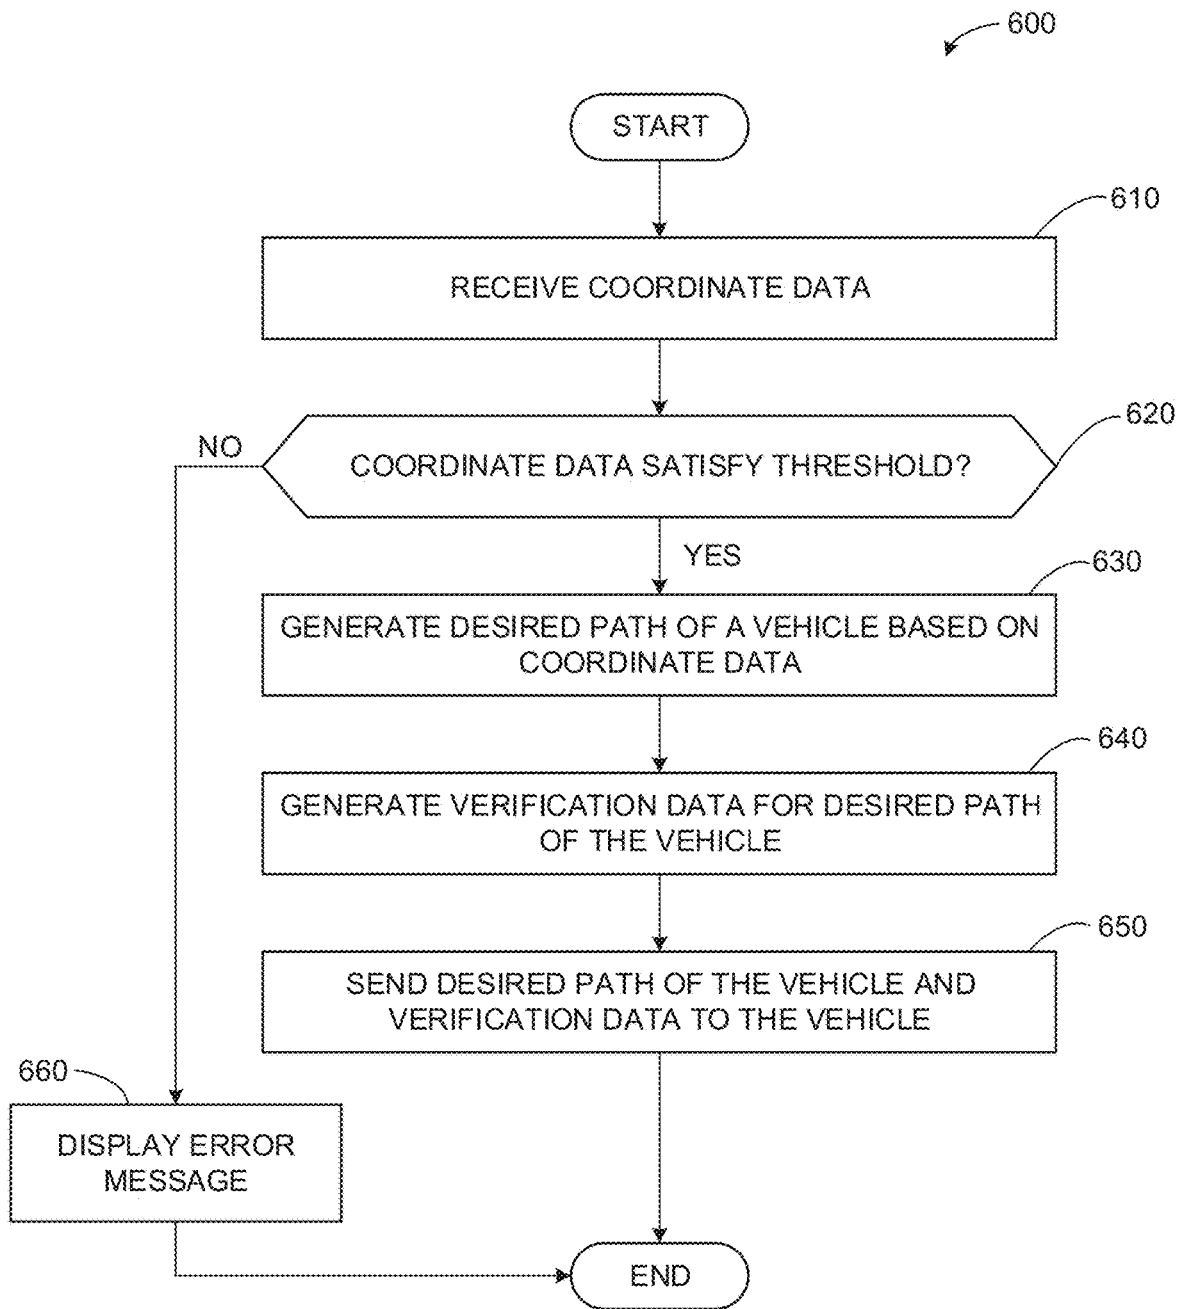 600
START
610
RECEIVE COORDINATE DATA
620
NO
COORDINATE DATA SATISFY THRESHOLD?
YES
630
GENERATE DESIRED PATH OF A VEHICLE BASED ON
COORDINATE DATA
640
GENERATE VERIFICATION DATA FOR DESIRED PATH
OF THE VEHICLE
650
SEND DESIRED PATH OF THE VEHICLE AND
VERIFICATION DATA TO THE VEHICLE
660
DISPLAY ERROR
MESSAGE
END